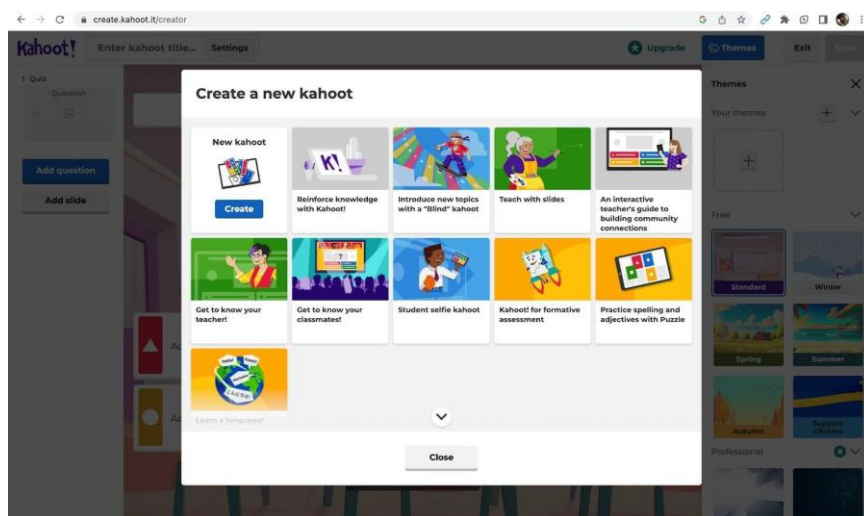 create.kahoot.it/creator
Kahoot!
Enter kahoot title...
Settings
Upgrade
Themes
Exit
Save
1 Quiz
Question
Add question
Add slide
Create a new kahoot
New kahoot
Create
K!
Reinforce knowledge
with Kahoot!
Introduce new topics
with a "Blind" kahoot
Teach with slides
An interactive
teacher's guide to
building community
connections
Get to know your
teacher!
?
Get to know your
classmates!
Student selfie kahoot
Kahoot! for formative
assessment
Practice spelling and
adjectives with Puzzle
Learn a language!
Close
Themes
Your themes
Free
Standard
Winter
Spring
Summer
Autumn
Support
Ukraine
Professional